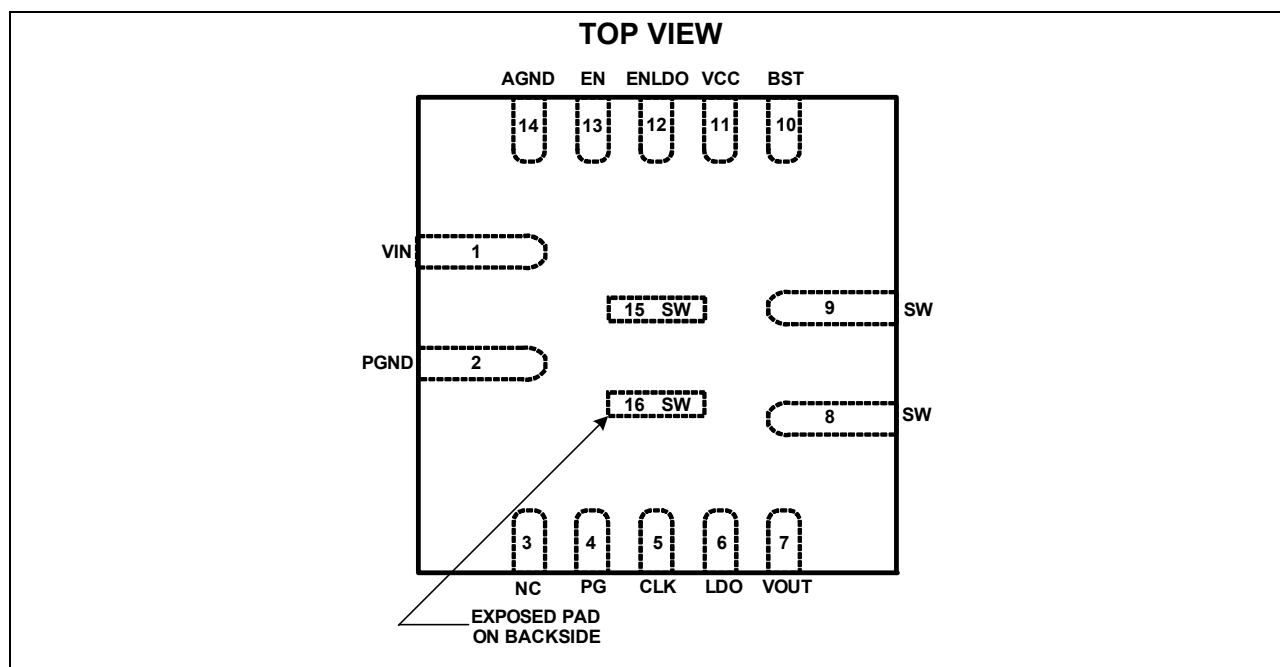 TOP VIEW
AGND EN ENLDO VCC BST
14 13 12 11 10
VIN 1
15 SW 9 SW
PGND 2
16 SW 8 SW
3 4 5 6 7
NC PG CLK LDO VOUT
EXPOSED PAD
ON BACKSIDE